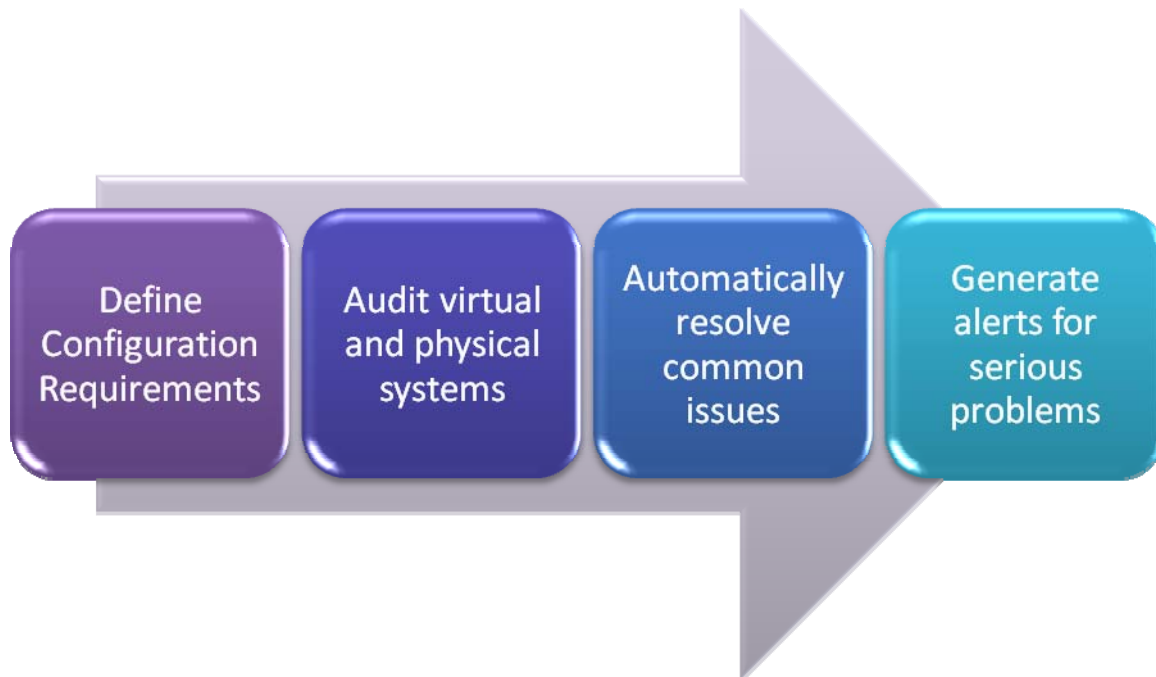 Define
Configuration
Requirements
Audit virtual
and physical
systems
Automatically
resolve
common
issues
Generate
alerts for
serious
problems